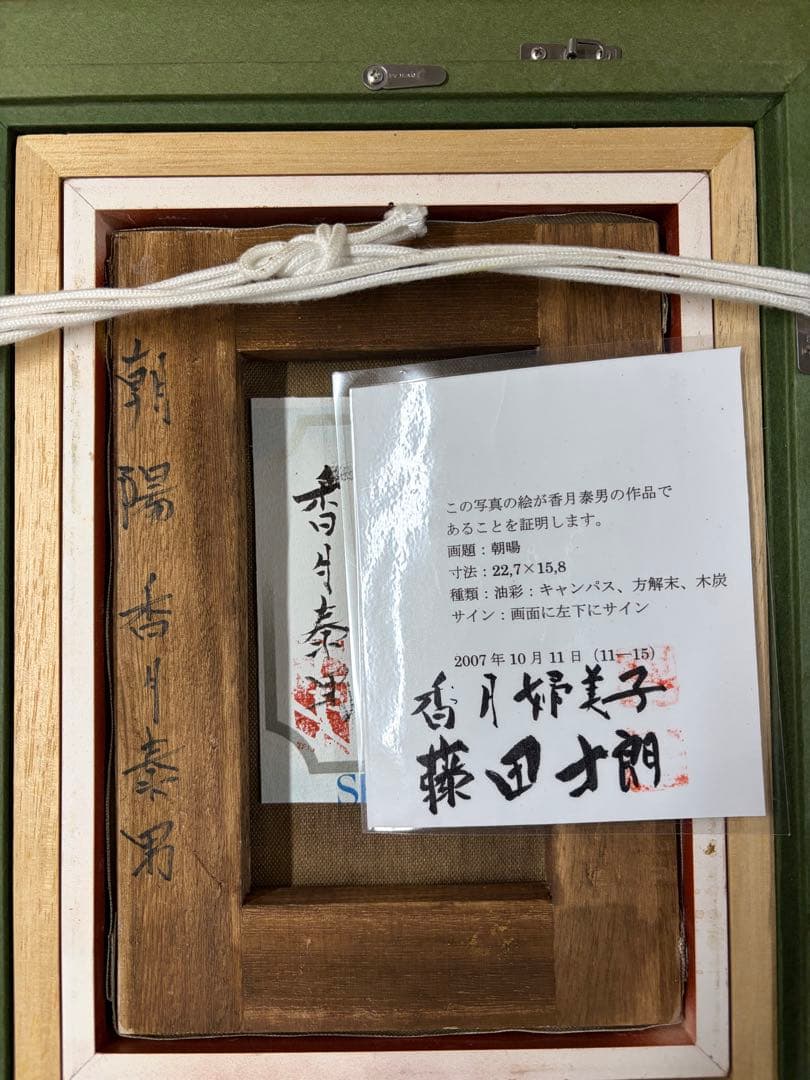 朝陽 香月泰男
香月泰男
この写真の絵が香月泰男の作品で
あることを証明します。
画題：朝暘
寸法：22,7×15,8
種類：油彩：キャンパス、方解末、木炭
サイン：画面に左下にサイン
2007年10月11日（11―15）
香月婦美子
藤田士朗